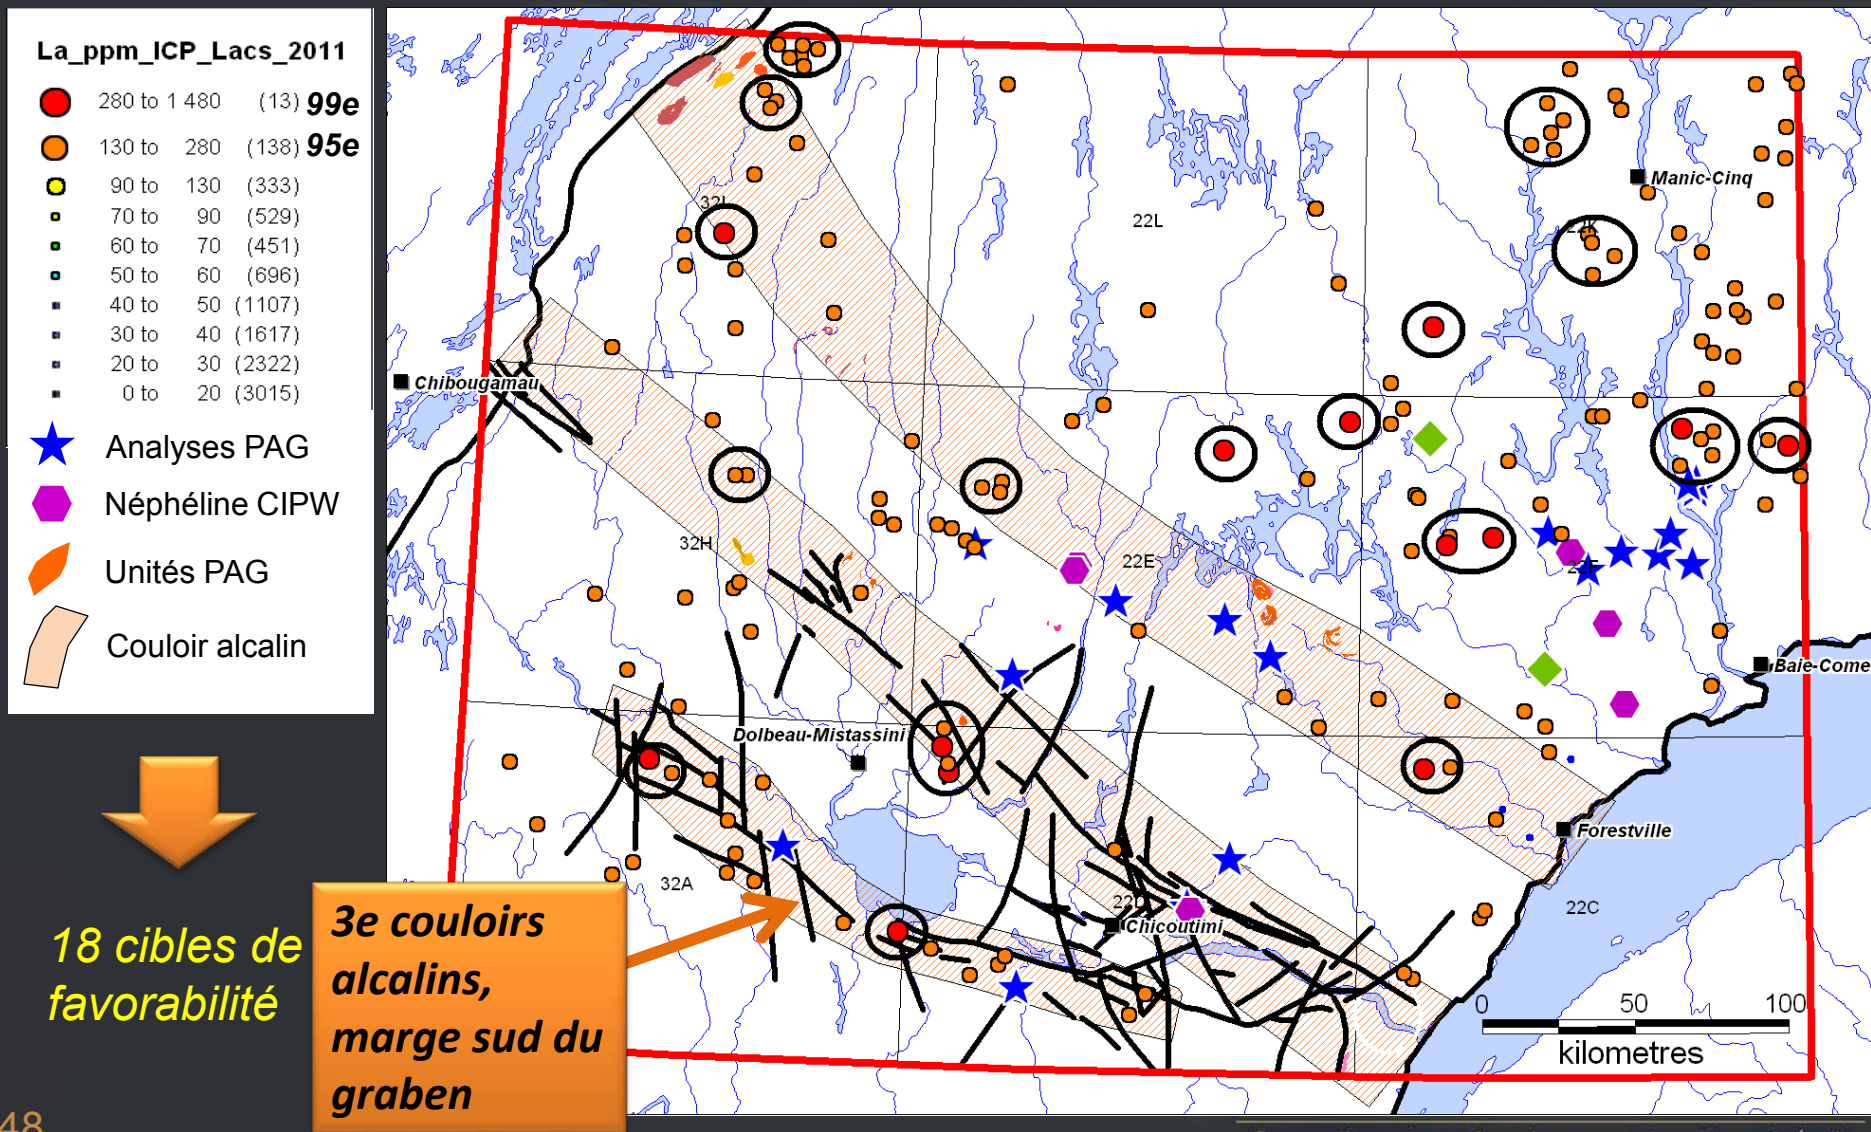 La_ppm_ICP_Lacs_2011
280 to 1 480 (13) 99e
130 to 280 (138) 95e
90 to 130 (333)
70 to 90 (529)
60 to 70 (451)
50 to 60 (696)
40 to 50 (1107)
30 to 40 (1617)
20 to 30 (2322)
0 to 20 (3015)
Analyses PAG
Néphéline CIPW
Unités PAG
Couloir alcalin
18 cibles de
favorabilité
3e couloirs
alcalins,
marge sud du
graben
48
Manic-Cinq
22L
Chibougamau
32H
22E
Baie-Come
Dolbeau-Mistassini
Forestville
32A
22C
Chicoutimi
0 50 100
kilometres